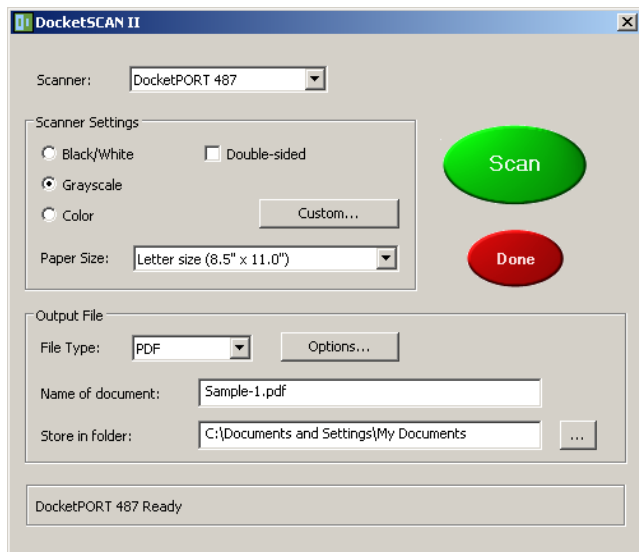 DocketSCAN II
Scanner: DocketPORT 487
Scanner Settings
Black/White Double-sided
Grayscale
Color Custom...
Paper Size: Letter size (8.5" x 11.0")
Scan
Done
Output File
File Type: PDF Options...
Name of document: Sample-1.pdf
Store in folder: C:\Documents and Settings\My Documents ...
DocketPORT 487 Ready